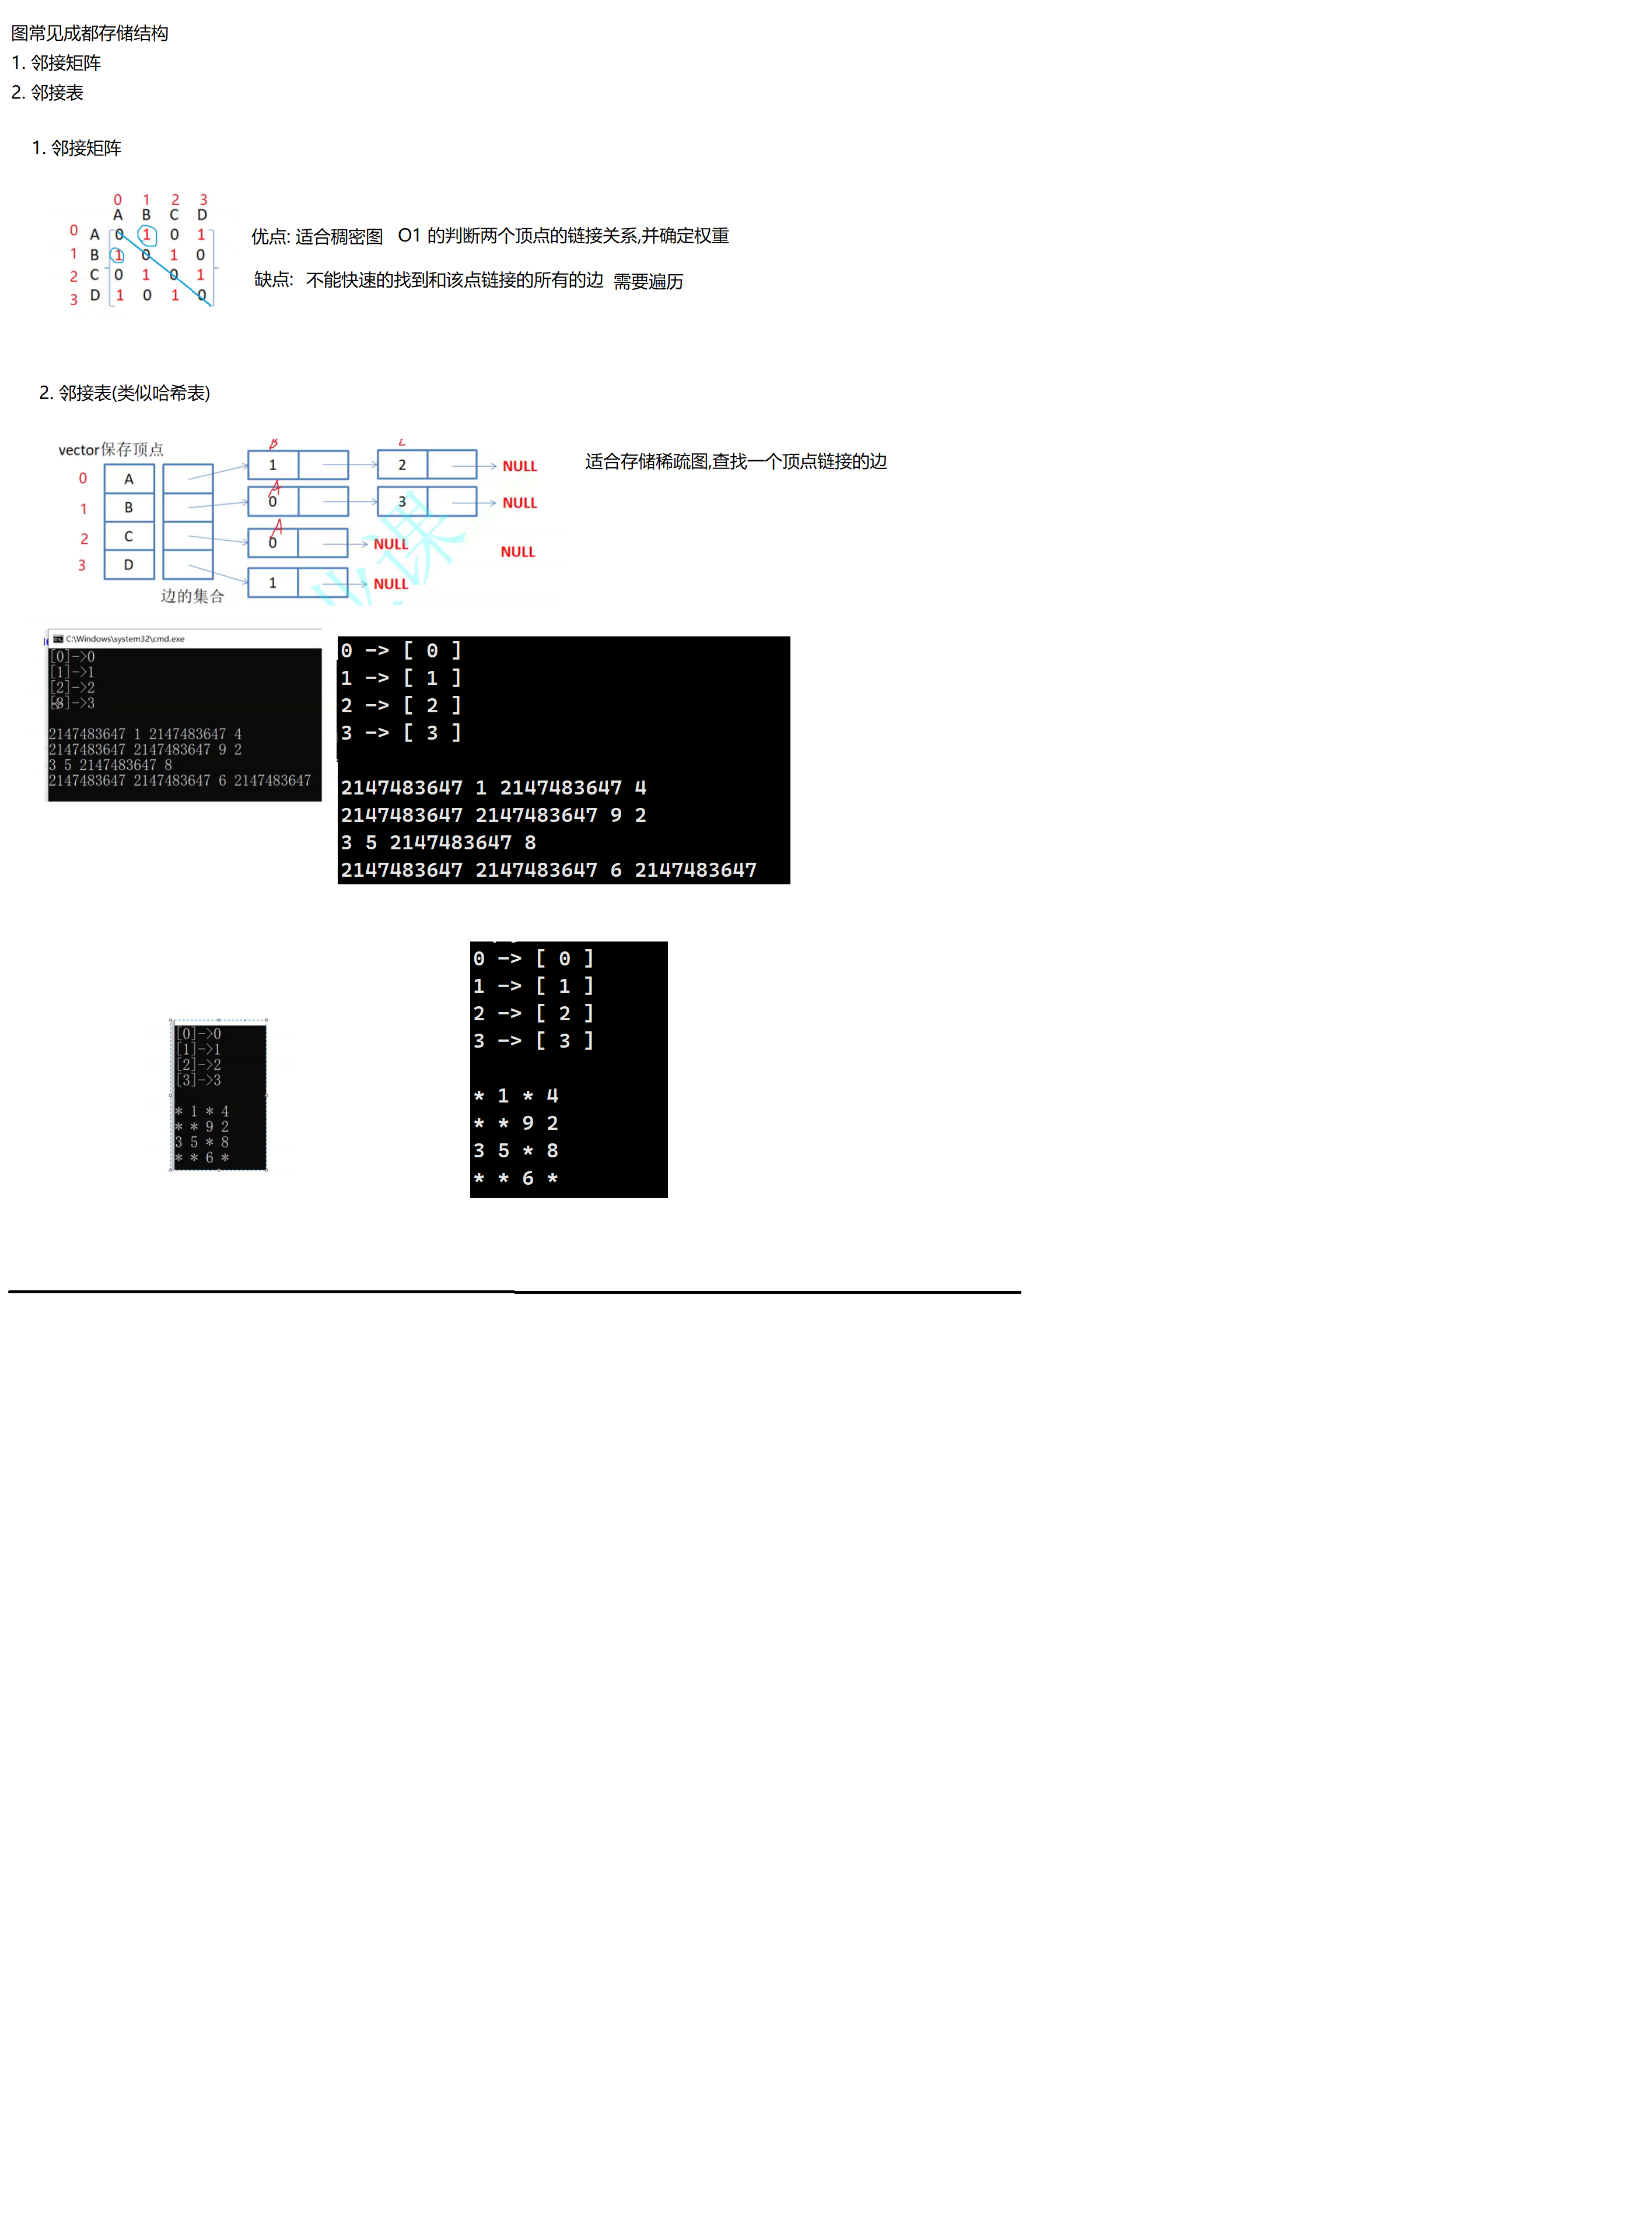 图常见成都存储结构
1. 邻接矩阵
2. 邻接表
1. 邻接矩阵
0 1 2 3
A B C D
0 A 0 1 0 1
1 B 1 0 1 0
2 C 0 1 0 1
3 D 1 0 1 0
优点: 适合稠密图 O1 的判断两个顶点的链接关系,并确定权重
缺点: 不能快速的找到和该点链接的所有的边 需要遍历
2. 邻接表(类似哈希表)
vector保存顶点
B
0 A 1 2 NULL
适合存储稀疏图,查找一个顶点链接的边
A
1 B 0 3 NULL
A
2 C 0 NULL
NULL
3 D 1 NULL
边的集合
C:\Windows\system32\cmd.exe
[0]->0
[1]->1
[2]->2
[3]->3
2147483647 1 2147483647 4
2147483647 2147483647 9 2
3 5 2147483647 8
2147483647 2147483647 6 2147483647
0 -> [ 0 ]
1 -> [ 1 ]
2 -> [ 2 ]
3 -> [ 3 ]
2147483647 1 2147483647 4
2147483647 2147483647 9 2
3 5 2147483647 8
2147483647 2147483647 6 2147483647
[0]->0
[1]->1
[2]->2
[3]->3
* 1 * 4
* * 9 2
3 5 * 8
* * 6 *
0 -> [ 0 ]
1 -> [ 1 ]
2 -> [ 2 ]
3 -> [ 3 ]
* 1 * 4
* * 9 2
3 5 * 8
* * 6 *